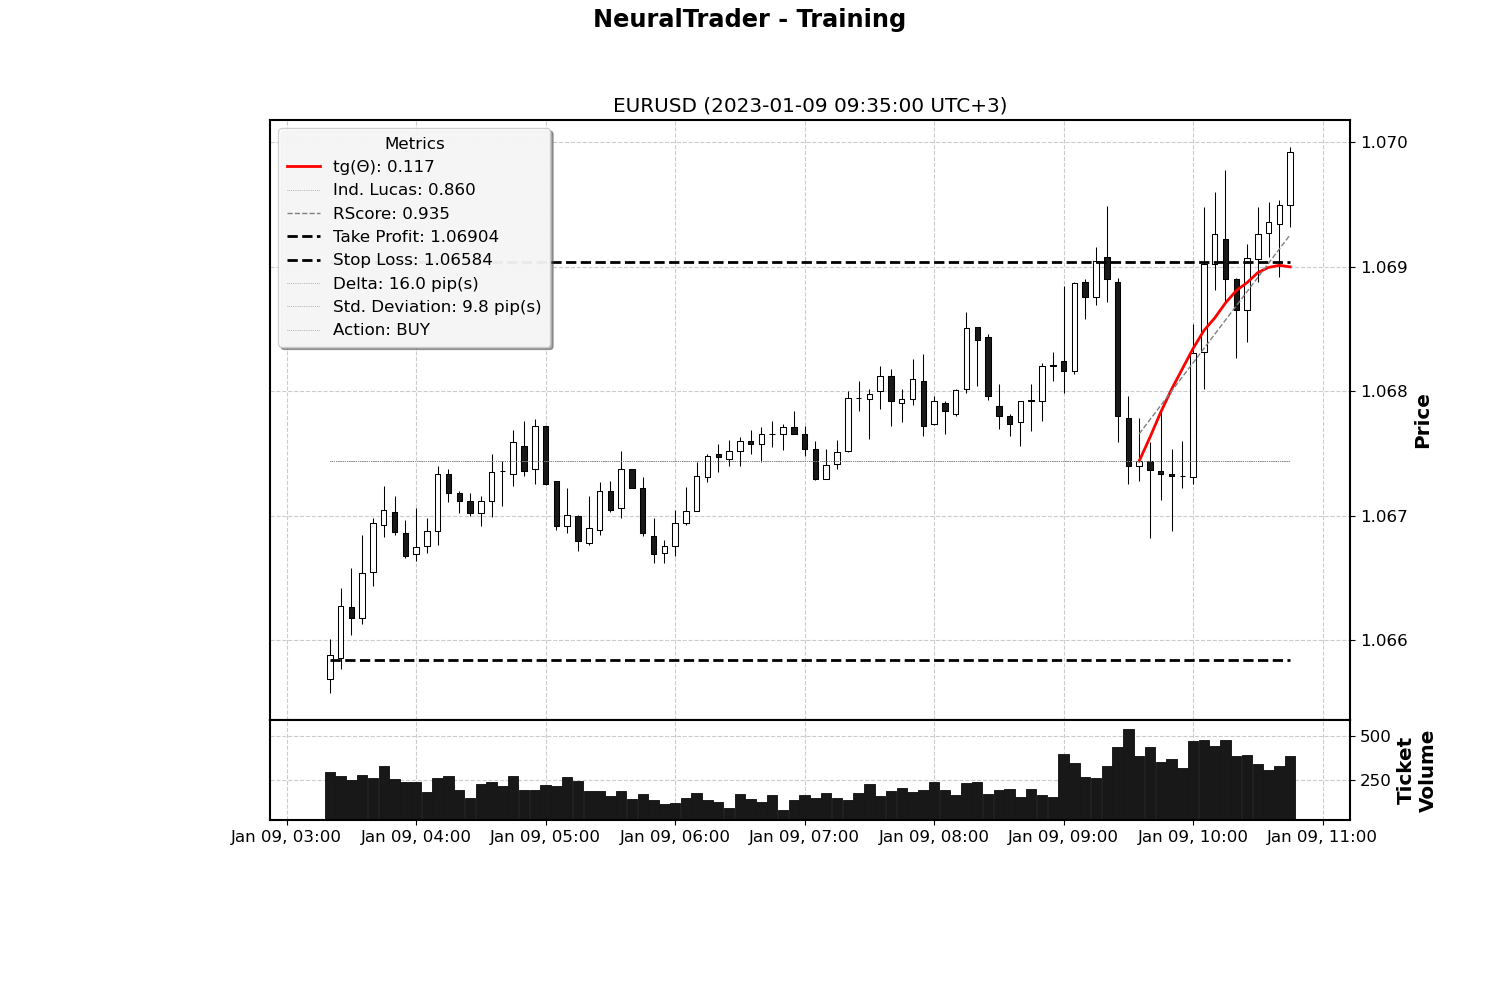 NeuralTrader - Training
EURUSD (2023-01-09 09:35:00 UTC+3)
Metrics
tg(Θ): 0.117
Ind. Lucas: 0.860
RScore: 0.935
Take Profit: 1.06904
Stop Loss: 1.06584
Delta: 16.0 pip(s)
Std. Deviation: 9.8 pip(s)
Action: BUY
1.070
1.069
1.068
1.067
1.066
Price
500
250
Ticket
Volume
Jan 09, 03:00
Jan 09, 04:00
Jan 09, 05:00
Jan 09, 06:00
Jan 09, 07:00
Jan 09, 08:00
Jan 09, 09:00
Jan 09, 10:00
Jan 09, 11:00